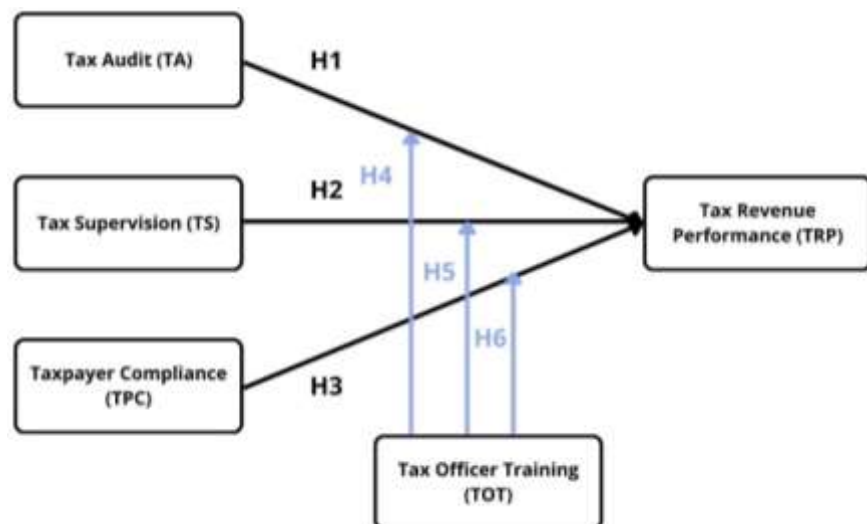 Tax Audit (TA)
H1
H4
H2
Tax Supervision (TS)
Tax Revenue
Performance (TRP)
H5
H6
Taxpayer Compliance
(TPC)
H3
Tax Officer Training
(TOT)